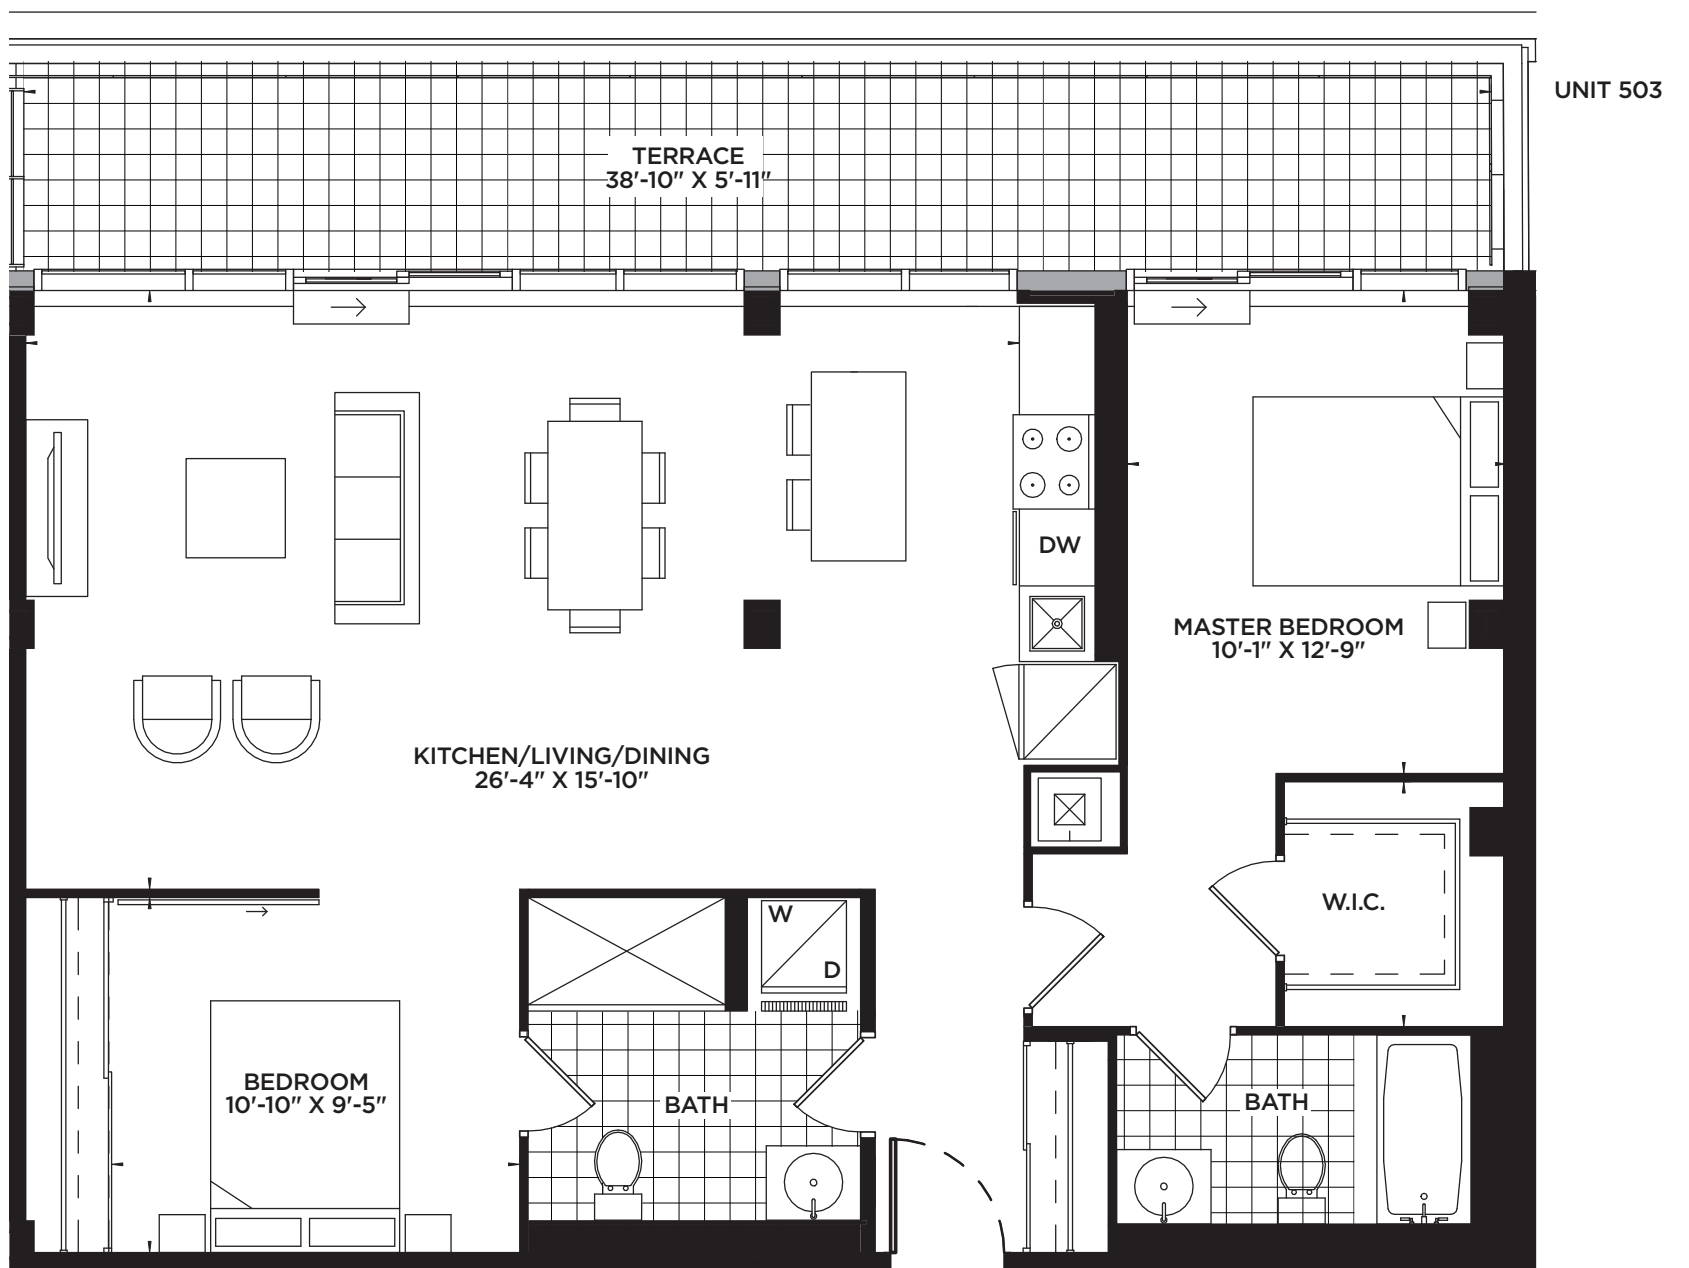 UNIT 503
TERRACE
38'-10" X 5'-11"
DW
MASTER BEDROOM
10'-1" X 12'-9"
KITCHEN/LIVING/DINING
26'-4" X 15'-10"
W.I.C.
W
D
BEDROOM
10'-10" X 9'-5"
BATH
BATH